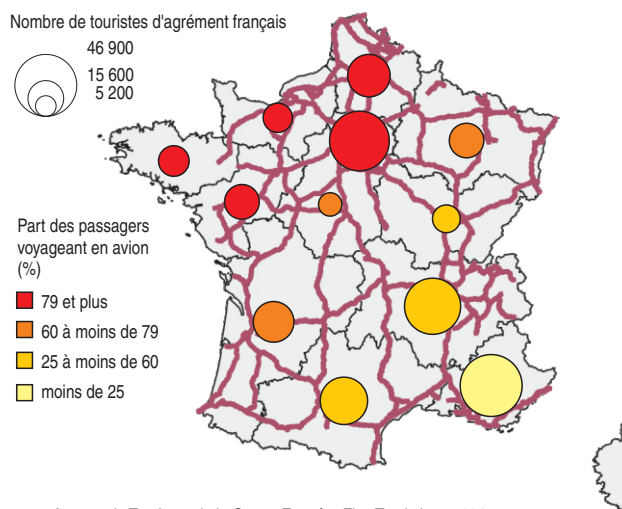 Nombre de touristes d'agrément français
46 900
15 600
5 200
Part des passagers
voyageant en avion
(%)
79 et plus
60 à moins de 79
25 à moins de 60
moins de 25